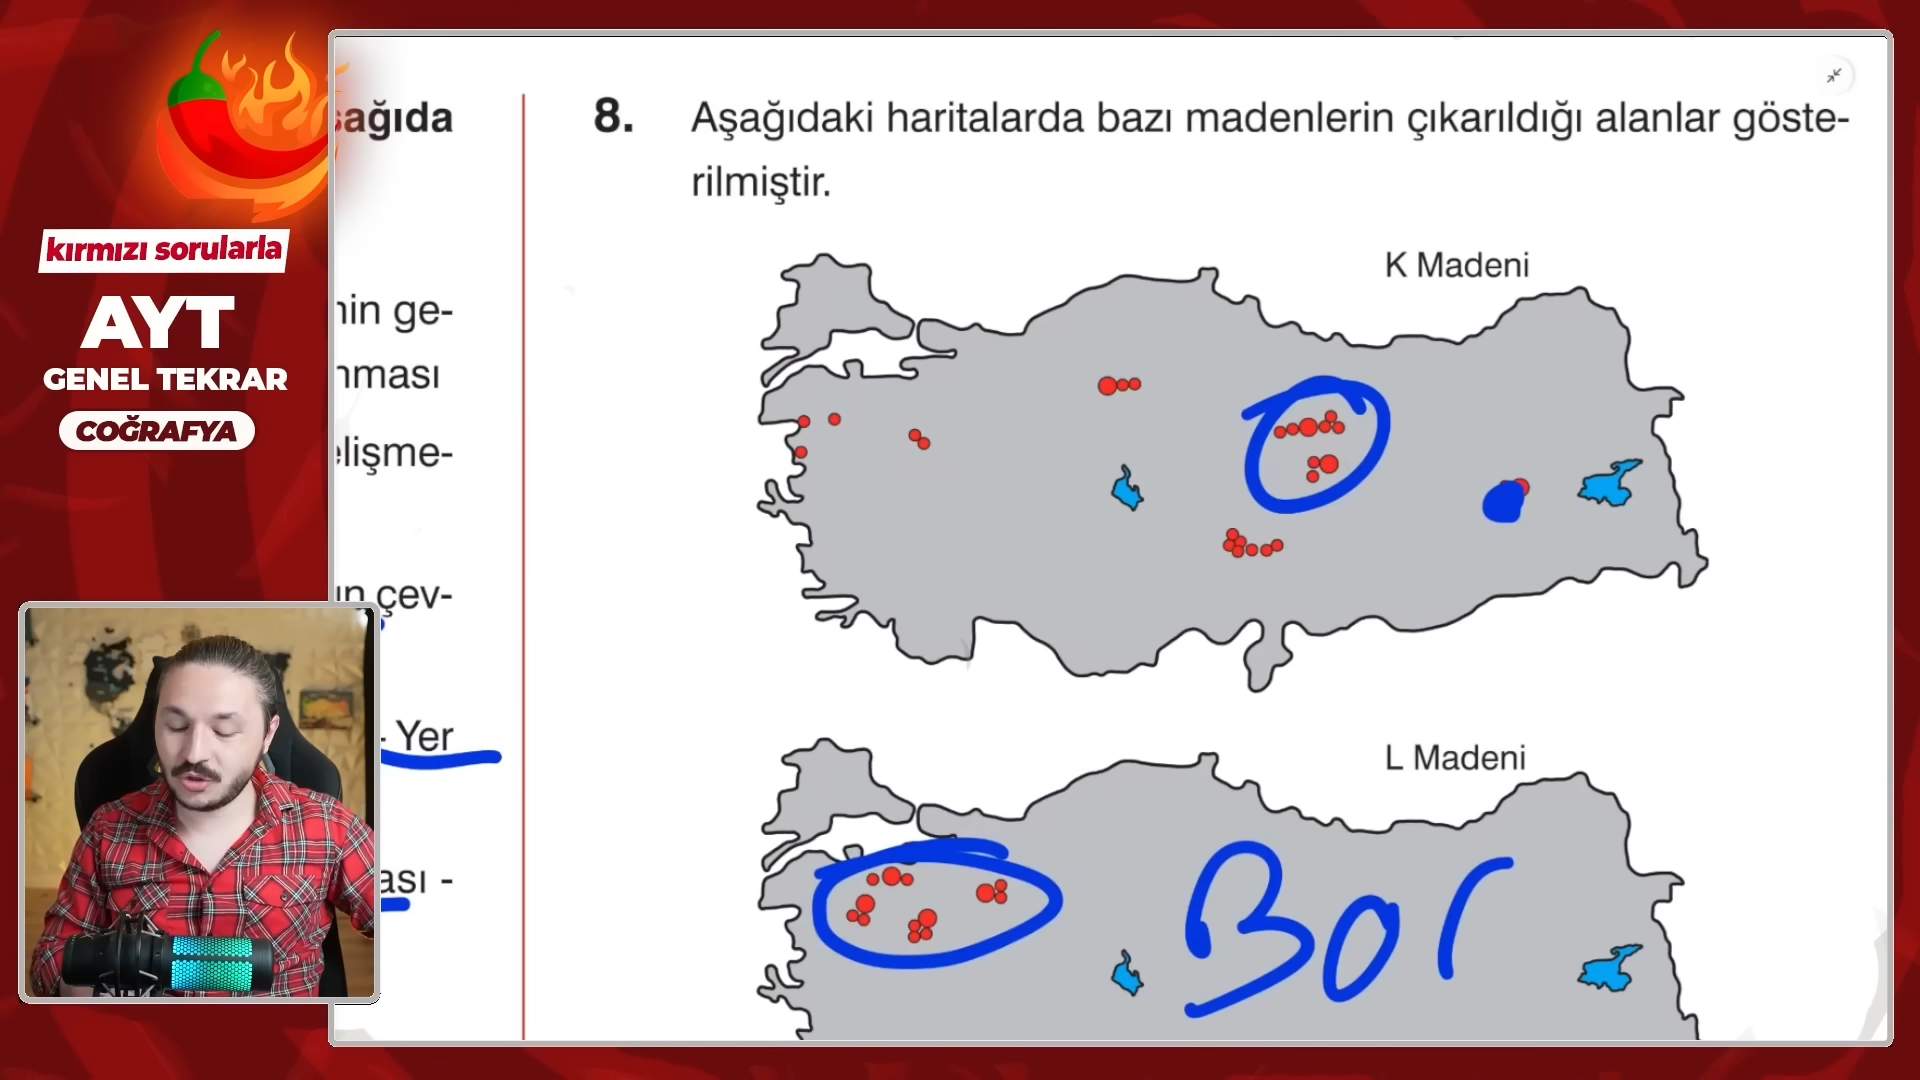 kırmızı sorularla
AYT
GENEL TEKRAR
COĞRAFYA
sağıda
nin ge-
nması
elişme-
ın çev-
- Yer
ası -
8. Aşağıdaki haritalarda bazı madenlerin çıkarıldığı alanlar göste-
rilmiştir.
K Madeni
L Madeni
Bor